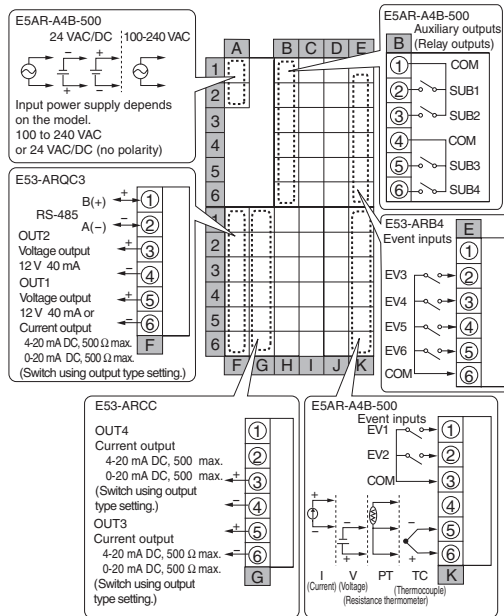 E5AR-A4B-500
24 VAC/DC 100-240 VAC
Input power supply depends
on the model.
100 to 240 VAC
or 24 VAC/DC (no polarity)
A B C D E
1
2
3
4
5
6
1
2
3
4
5
6
F G H I J K
E5AR-A4B-500
Auxiliary outputs
(Relay outputs)
B
1 COM
2 SUB1
3 SUB2
4 COM
5 SUB3
6 SUB4
E53-ARQC3
B(+) 1
RS-485
A(−) 2
OUT2
Voltage output
12 V 40 mA
+ 3
− 4
OUT1
Voltage output
12 V 40 mA or
Current output
+ 5
− 6
4-20 mA DC, 500 Ω max.
0-20 mA DC, 500 Ω max.
(Switch using output type setting.)
F
E53-ARB4
Event inputs
E
1
EV3 2
EV4 3
EV5 4
EV6 5
COM 6
E53-ARCC
OUT4
Current output
4-20 mA DC, 500 max.
0-20 mA DC, 500 max.
(Switch using output
type setting.)
OUT3
Current output
4-20 mA DC, 500 Ω max.
0-20 mA DC, 500 Ω max.
(Switch using output
type setting.)
1
2
+ 3
− 4
+ 5
− 6
G
E5AR-A4B-500
Event inputs
EV1 1
EV2 2
COM 3
4
5
6
K
+ − − +
I V PT TC
(Current) (Voltage) (Thermocouple)
(Resistance thermometer)